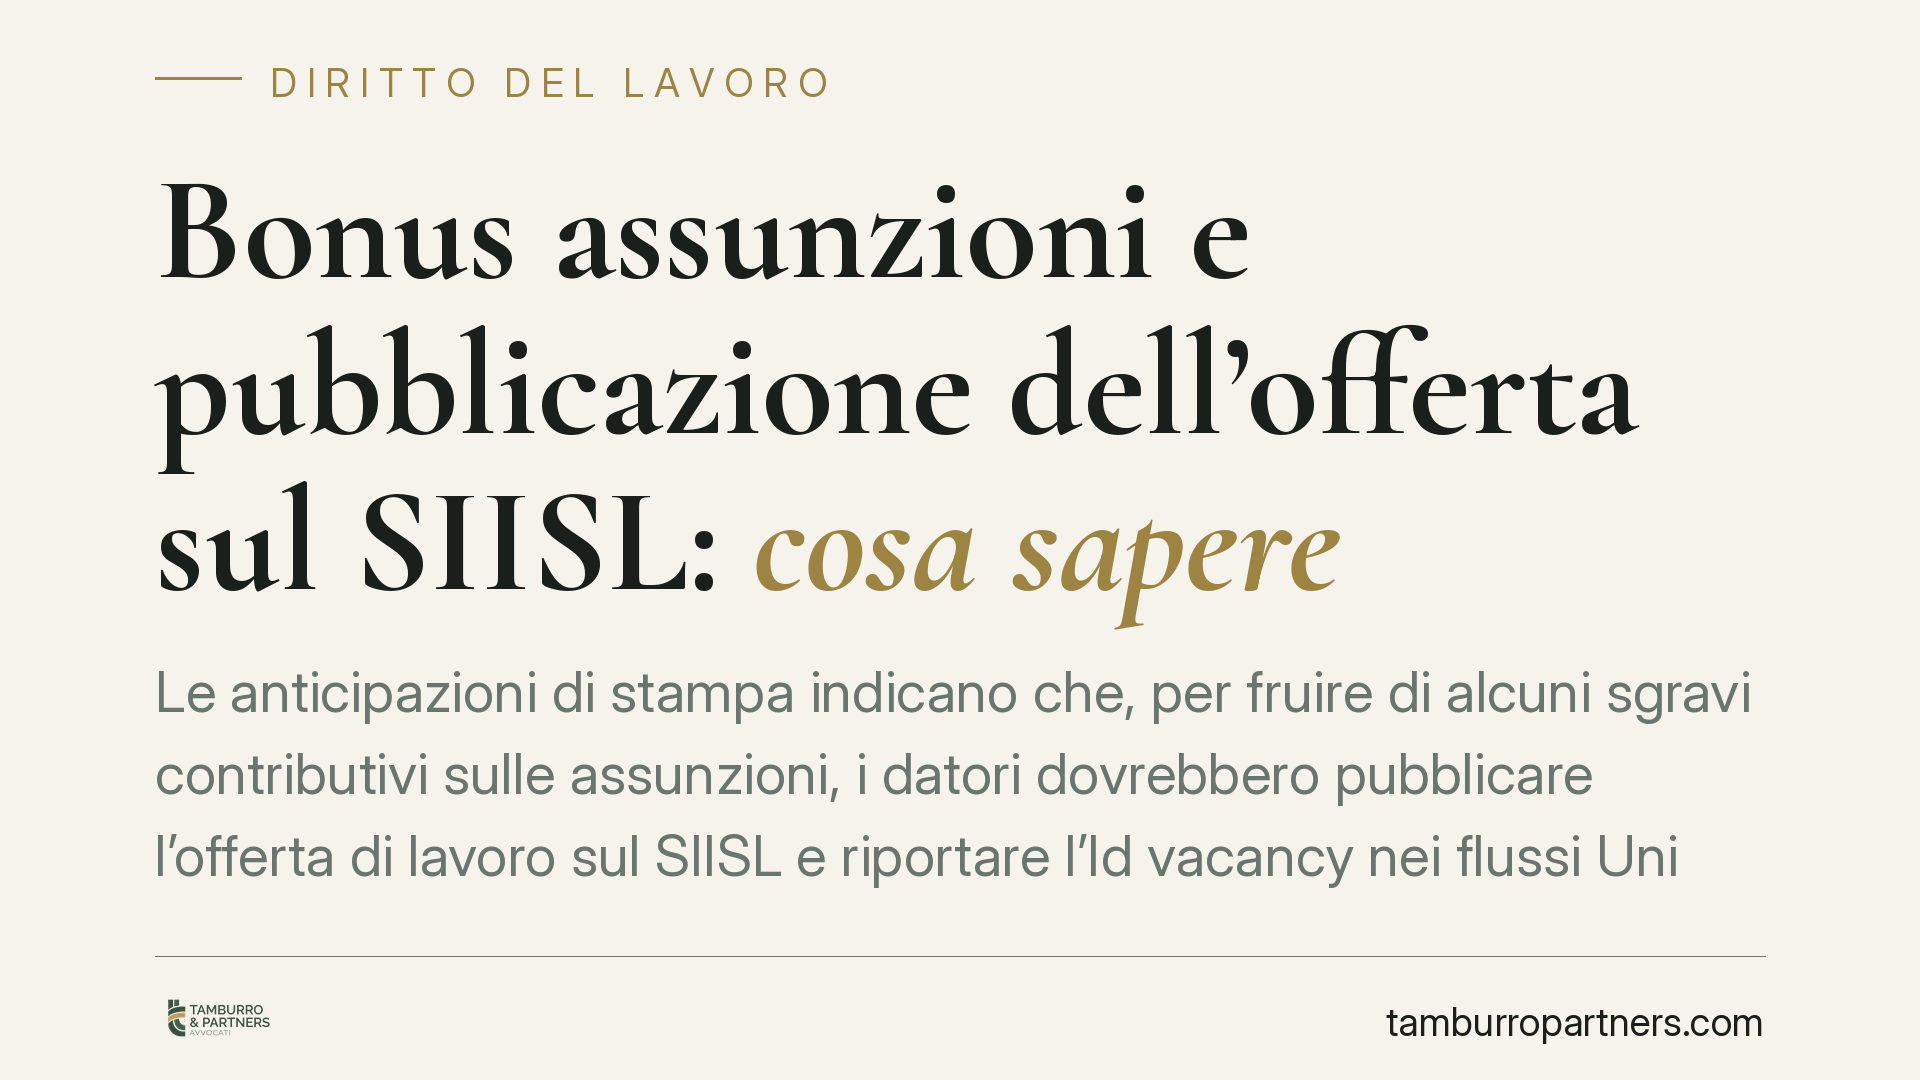 DIRITTO DEL LAVORO
Bonus assunzioni e
pubblicazione dell’offerta
sul SIISL: cosa sapere
Le anticipazioni di stampa indicano che, per fruire di alcuni sgravi
contributivi sulle assunzioni, i datori dovrebbero pubblicare
l’offerta di lavoro sul SIISL e riportare l’Id vacancy nei flussi Uni
TAMBURRO
& PARTNERS
AVVOCATI
tamburropartners.com